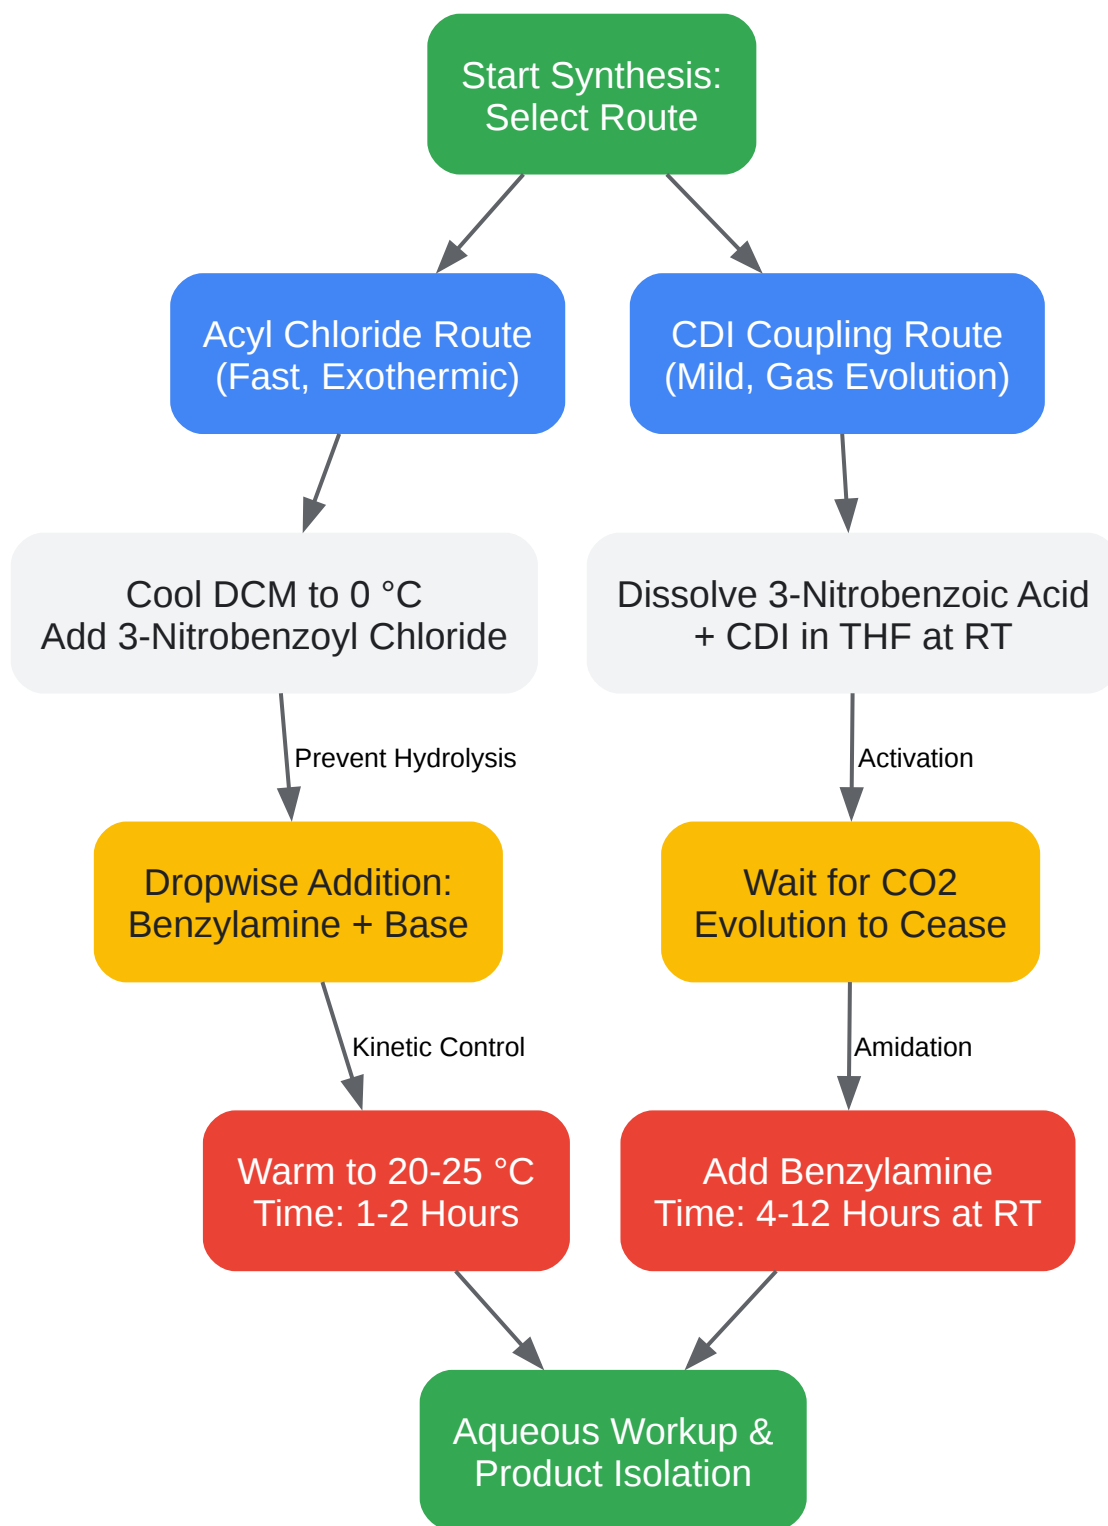 Start Synthesis:
Select Route
Acyl Chloride Route
(Fast, Exothermic)
CDI Coupling Route
(Mild, Gas Evolution)
Cool DCM to 0 °C
Add 3-Nitrobenzoyl Chloride
Dissolve 3-Nitrobenzoic Acid
+ CDI in THF at RT
Prevent Hydrolysis
Activation
Dropwise Addition:
Benzylamine + Base
Wait for CO2
Evolution to Cease
Kinetic Control
Amidation
Warm to 20-25 °C
Time: 1-2 Hours
Add Benzylamine
Time: 4-12 Hours at RT
Aqueous Workup &
Product Isolation